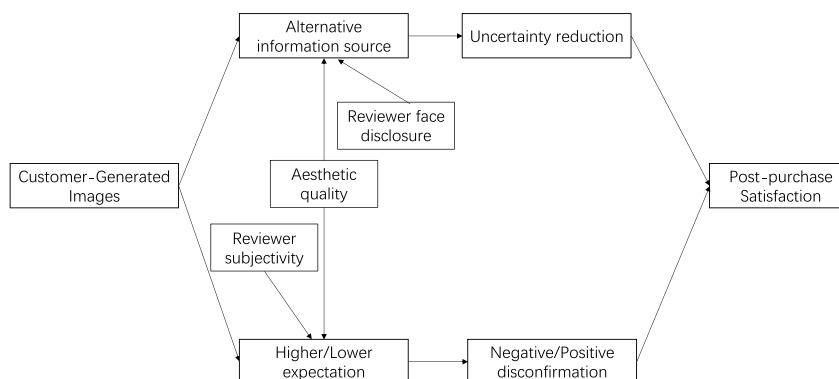 Alternative
information source
Uncertainty reduction
Reviewer face
disclosure
Customer-Generated
Images
Aesthetic
quality
Post-purchase
Satisfaction
Reviewer
subjectivity
Higher/Lower
expectation
Negative/Positive
disconfirmation